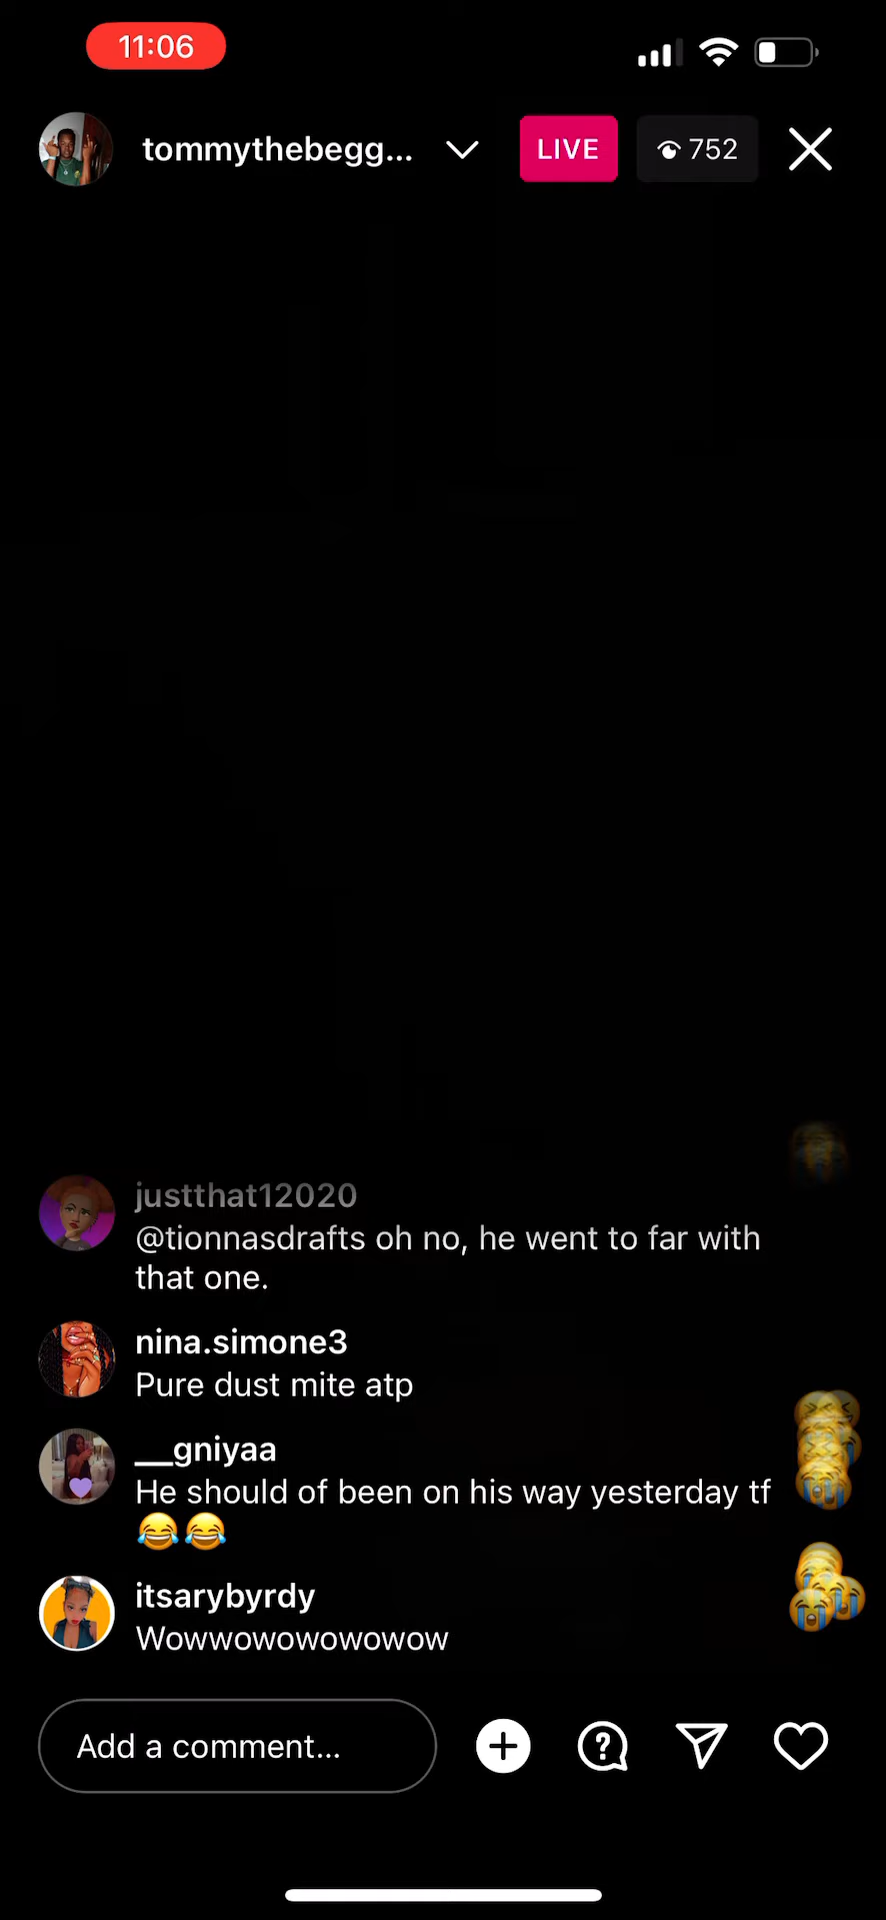 11:06
tommythebegg...
LIVE
752
justthat12020
@tionnasdrafts oh no, he went to far with
that one.
nina.simone3
Pure dust mite atp
__gniyaa
He should of been on his way yesterday tf
😂😂
itsarybyrdy
Wowwowowowowow
Add a comment...